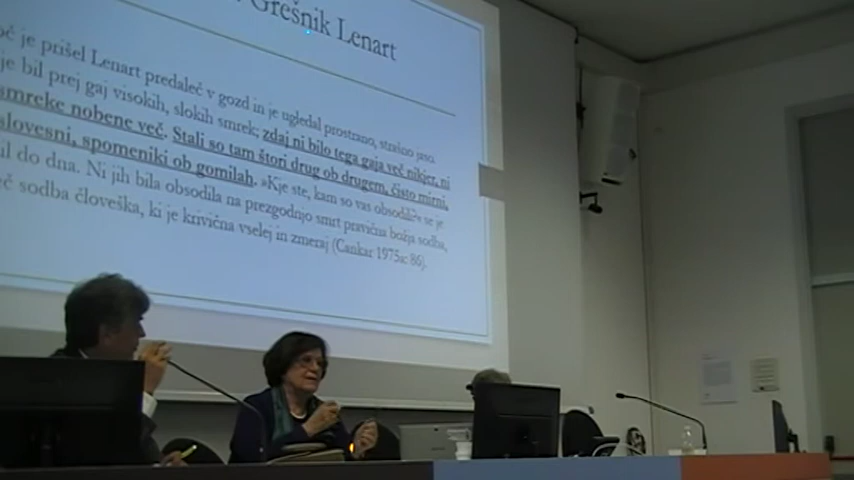 Grešnik Lenart
je prišel Lenart predaleč v gozd in je ugledal prostrano, strašno jaso.
je bil prej gaj visokih, slokih smrek; zdaj ni bilo tega gaja več nikjer, ni
smreke nobene več. Stali so tam štori drug ob drugem, čisto mirni,
slovesni, spomeniki ob gomilah. »Kje ste, kam so vas obsodili?« se je
do dna. Ni jih bila obsodila na prezgodnjo smrt pravična božja sodba,
sodba človeška, ki je krivična vselej in zmeraj (Cankar 1975a: 86).